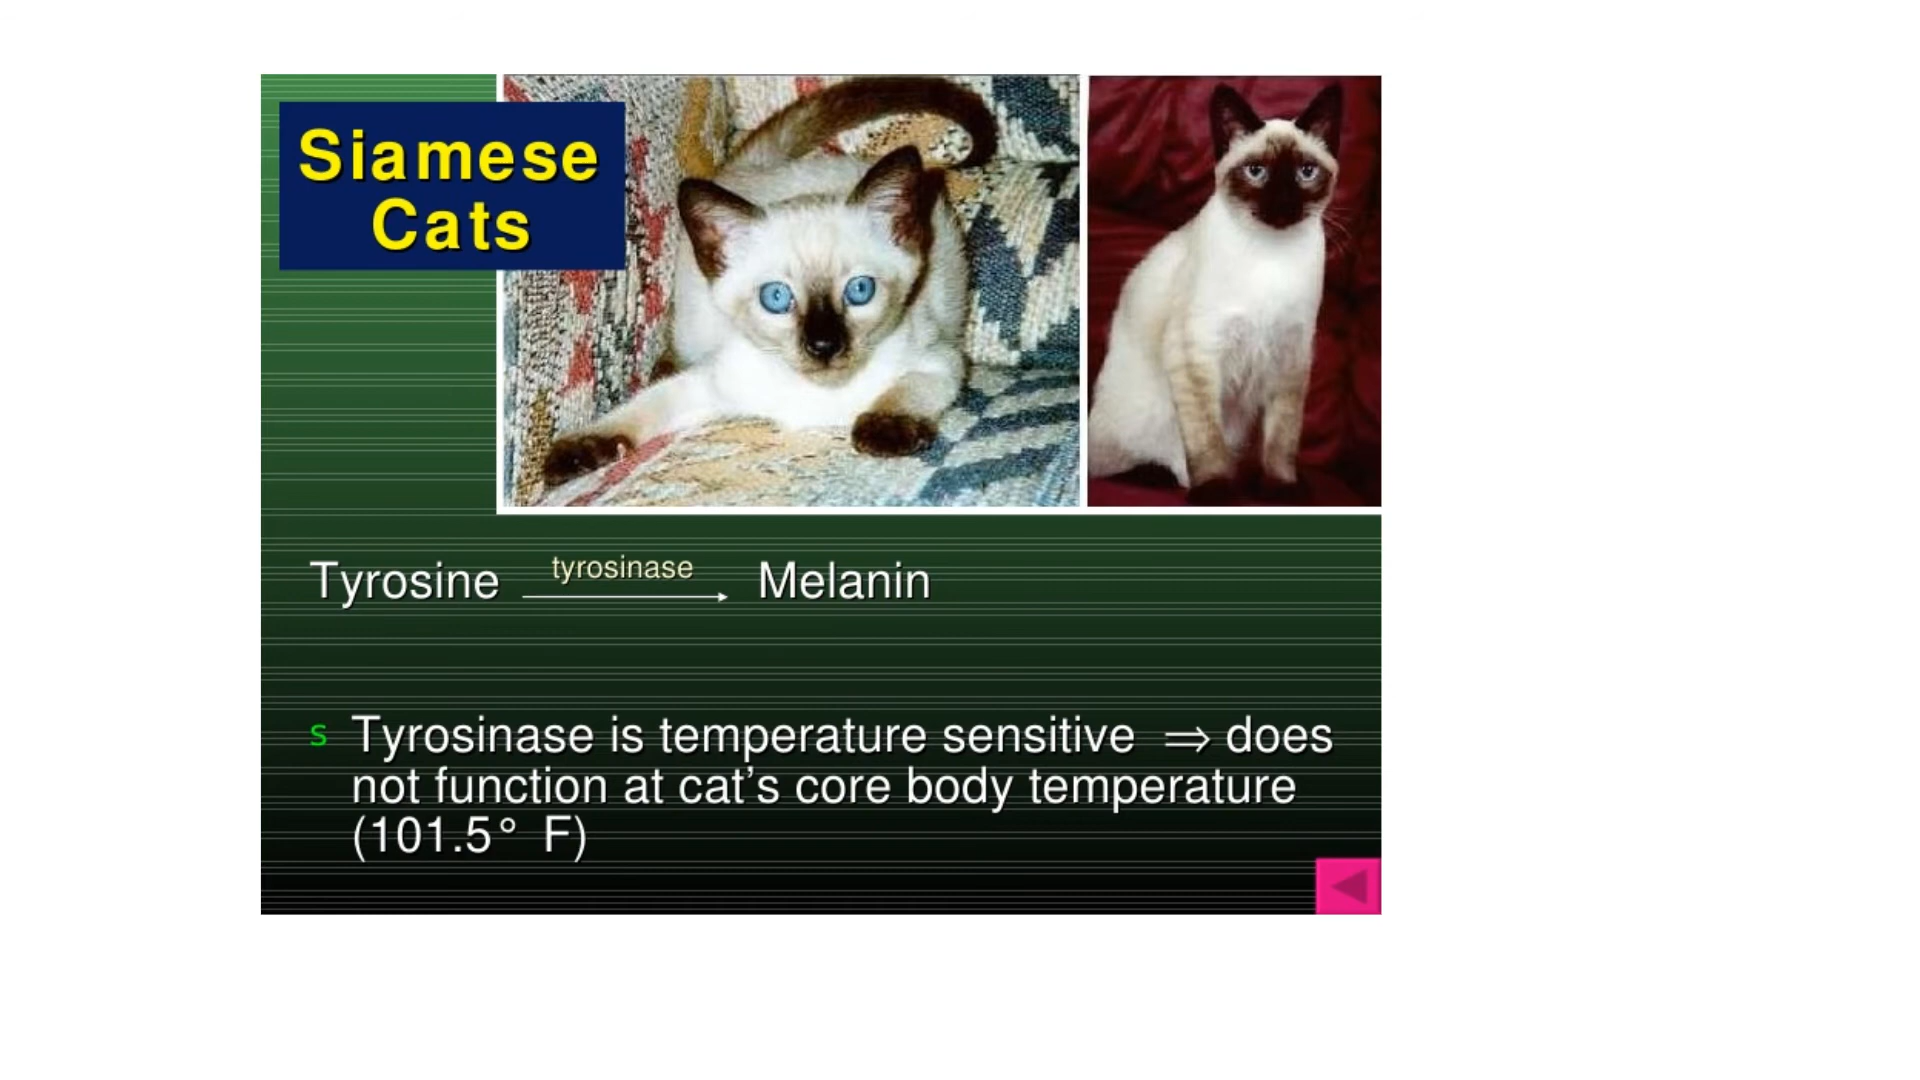 Siamese
Cats
Tyrosine tyrosinase Melanin
s Tyrosinase is temperature sensitive ⇒ does
not function at cat’s core body temperature
(101.5° F)